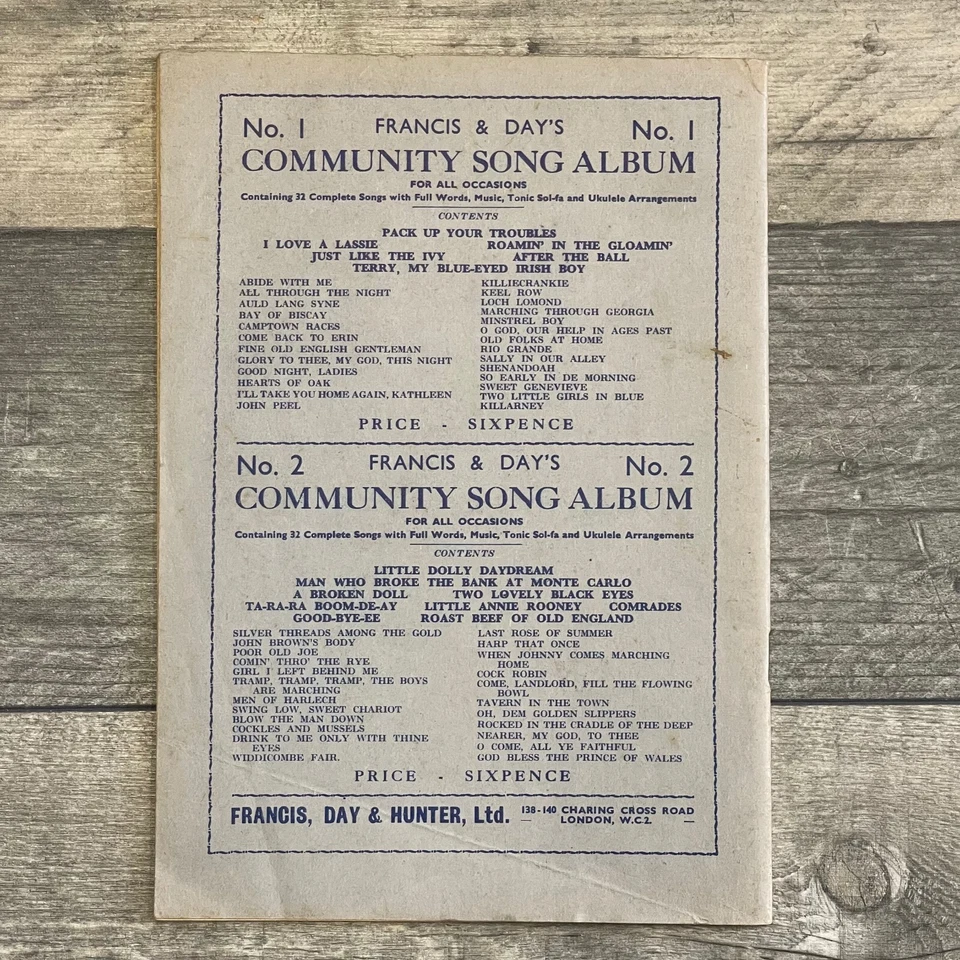 No. 1 FRANCIS & DAY'S No. 1
COMMUNITY SONG ALBUM
FOR ALL OCCASIONS
Containing 32 Complete Songs with Full Words, Music, Tonic Sol-fa and Ukulele Arrangements
CONTENTS
PACK UP YOUR TROUBLES
I LOVE A LASSIE ROAMIN' IN THE GLOAMIN'
JUST LIKE THE IVY AFTER THE BALL
TERRY, MY BLUE-EYED IRISH BOY
ABIDE WITH ME
ALL THROUGH THE NIGHT
AULD LANG SYNE
BAY OF BISCAY
CAMPTOWN RACES
COME BACK TO ERIN
FINE OLD ENGLISH GENTLEMAN
GLORY TO THEE, MY GOD, THIS NIGHT
GOOD NIGHT, LADIES
HEARTS OF OAK
I'LL TAKE YOU HOME AGAIN, KATHLEEN
JOHN PEEL
KILLIECRANKIE
KEEL ROW
LOCH LOMOND
MARCHING THROUGH GEORGIA
MINSTREL BOY
O GOD, OUR HELP IN AGES PAST
OLD FOLKS AT HOME
RIO GRANDE
SALLY IN OUR ALLEY
SHENANDOAH
SO EARLY IN DE MORNING
SWEET GENEVIEVE
TWO LITTLE GIRLS IN BLUE
KILLARNEY
PRICE - SIXPENCE
No. 2 FRANCIS & DAY'S No. 2
COMMUNITY SONG ALBUM
FOR ALL OCCASIONS
Containing 32 Complete Songs with Full Words, Music, Tonic Sol-fa and Ukulele Arrangements
CONTENTS
LITTLE DOLLY DAYDREAM
MAN WHO BROKE THE BANK AT MONTE CARLO
A BROKEN DOLL TWO LOVELY BLACK EYES
TA-RA-RA BOOM-DE-AY LITTLE ANNIE ROONEY COMRADES
GOOD-BYE-EE ROAST BEEF OF OLD ENGLAND
SILVER THREADS AMONG THE GOLD
JOHN BROWN'S BODY
POOR OLD JOE
COMIN' THRO' THE RYE
GIRL I LEFT BEHIND ME
TRAMP, TRAMP, TRAMP, THE BOYS
ARE MARCHING
MEN OF HARLECH
SWING LOW, SWEET CHARIOT
BLOW THE MAN DOWN
COCKLES AND MUSSELS
DRINK TO ME ONLY WITH THINE
EYES
WIDDICOMBE FAIR.
LAST ROSE OF SUMMER
HARP THAT ONCE
WHEN JOHNNY COMES MARCHING
HOME
COCK ROBIN
COME, LANDLORD, FILL THE FLOWING
BOWL
TAVERN IN THE TOWN
OH, DEM GOLDEN SLIPPERS
ROCKED IN THE CRADLE OF THE DEEP
NEARER, MY GOD, TO THEE
O COME, ALL YE FAITHFUL
GOD BLESS THE PRINCE OF WALES
PRICE - SIXPENCE
FRANCIS, DAY & HUNTER, Ltd. 138-140 CHARING CROSS ROAD
— LONDON, W.C.2. —